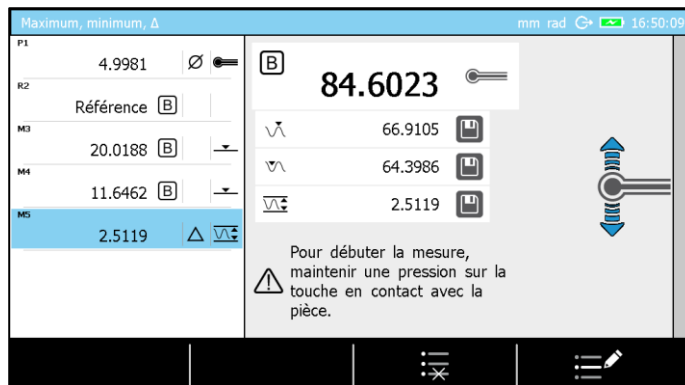 Maximum, minimum, Δ
mm rad 16:50:09
P1
4.9981 Ø
R2
Référence B
M3
20.0188 B
M4
11.6462 B
M5
2.5119 Δ
B
84.6023
66.9105
64.3986
2.5119
Pour débuter la mesure,
maintenir une pression sur la
touche en contact avec la
pièce.